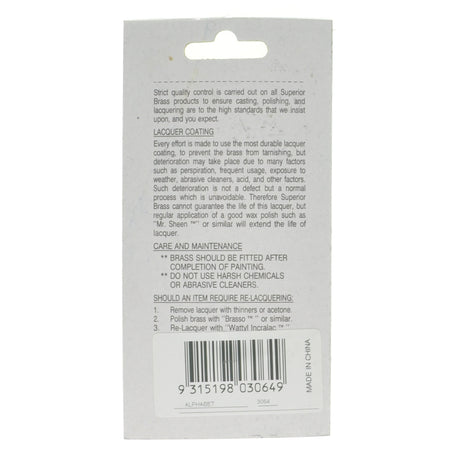 Strict quality control is carried out on all Superior
Brass products to ensure casting, polishing, and
lacquering are to the high standards that we insist
upon, and you expect.
LACQUER COATING
Every effort is made to use the most durable lacquer
coating, to prevent the brass from tarnishing, but
deterioration may take place due to many factors
such as perspiration, frequent usage, exposure to
weather, abrasive cleaners, acid, and other factors.
Such deterioration is not a defect but a normal
process which is unavoidable. Therefore Superior
Brass cannot guarantee the life of this lacquer, but
regular application of a good wax polish such as
"Mr. Sheen ™" or similar will extend the life of
lacquer.
CARE AND MAINTENANCE
** BRASS SHOULD BE FITTED AFTER
COMPLETION OF PAINTING.
** DO NOT USE HARSH CHEMICALS
OR ABRASIVE CLEANERS.
SHOULD AN ITEM REQUIRE RE-LACQUERING:
1. Remove lacquer with thinners or acetone.
2. Polish brass with "Brasso ™" or similar.
3. Re-Lacquer with "Wattyl Incralac ™"
9 315198 030649
ALPHABET
MADE IN CHINA